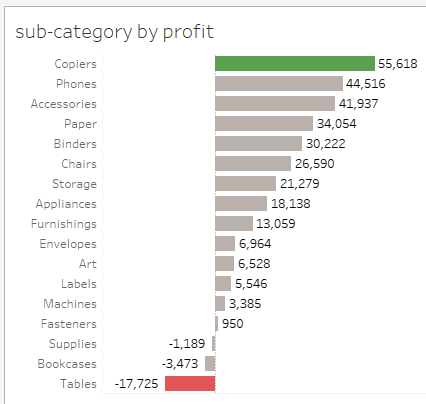 sub-category by profit
Copiers 55,618
Phones 44,516
Accessories 41,937
Paper 34,054
Binders 30,222
Chairs 26,590
Storage 21,279
Appliances 18,138
Furnishings 13,059
Envelopes 6,964
Art 6,528
Labels 5,546
Machines 3,385
Fasteners 950
Supplies -1,189
Bookcases -3,473
Tables -17,725